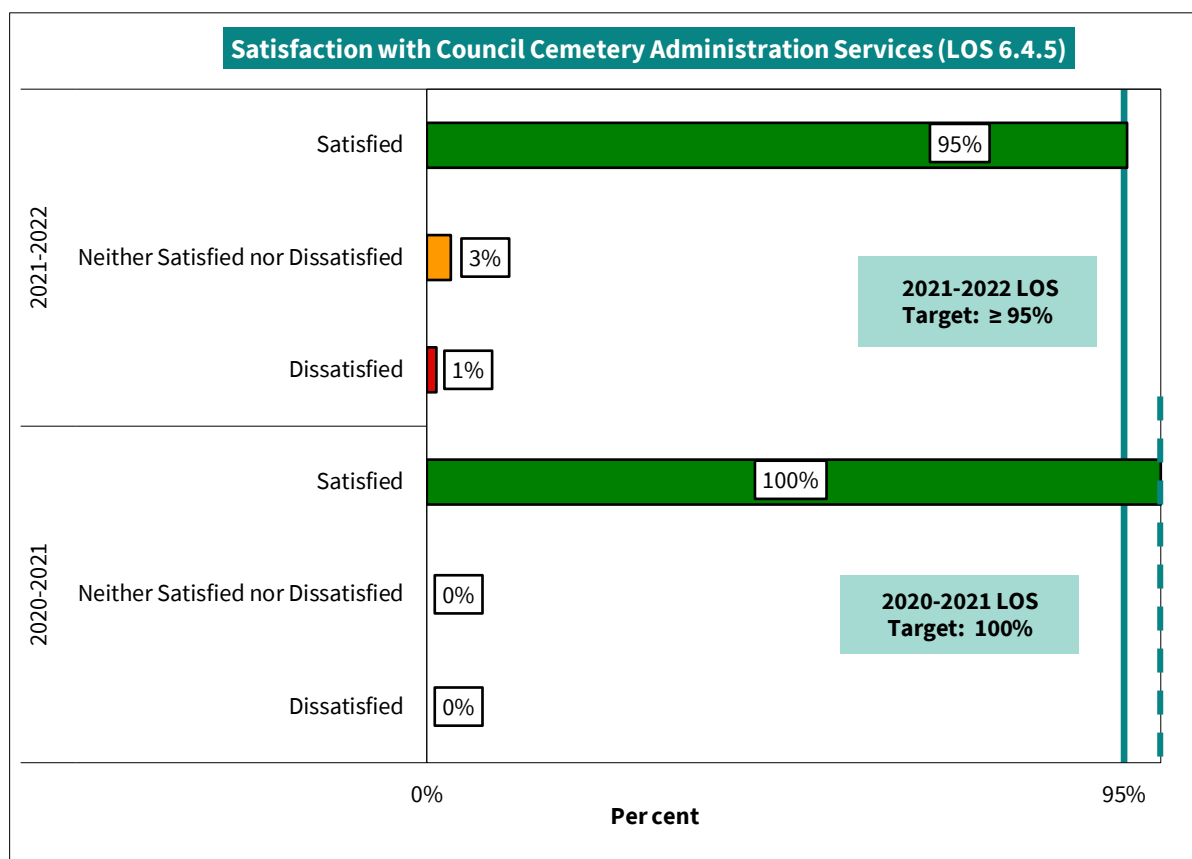 Satisfaction with Council Cemetery Administration Services (LOS 6.4.5)
2021-2022
Satisfied
95%
Neither Satisfied nor Dissatisfied
3%
2021-2022 LOS
Target: ≥ 95%
Dissatisfied
1%
2020-2021
Satisfied
100%
Neither Satisfied nor Dissatisfied
0%
2020-2021 LOS
Target: 100%
Dissatisfied
0%
0%
95%
Per cent